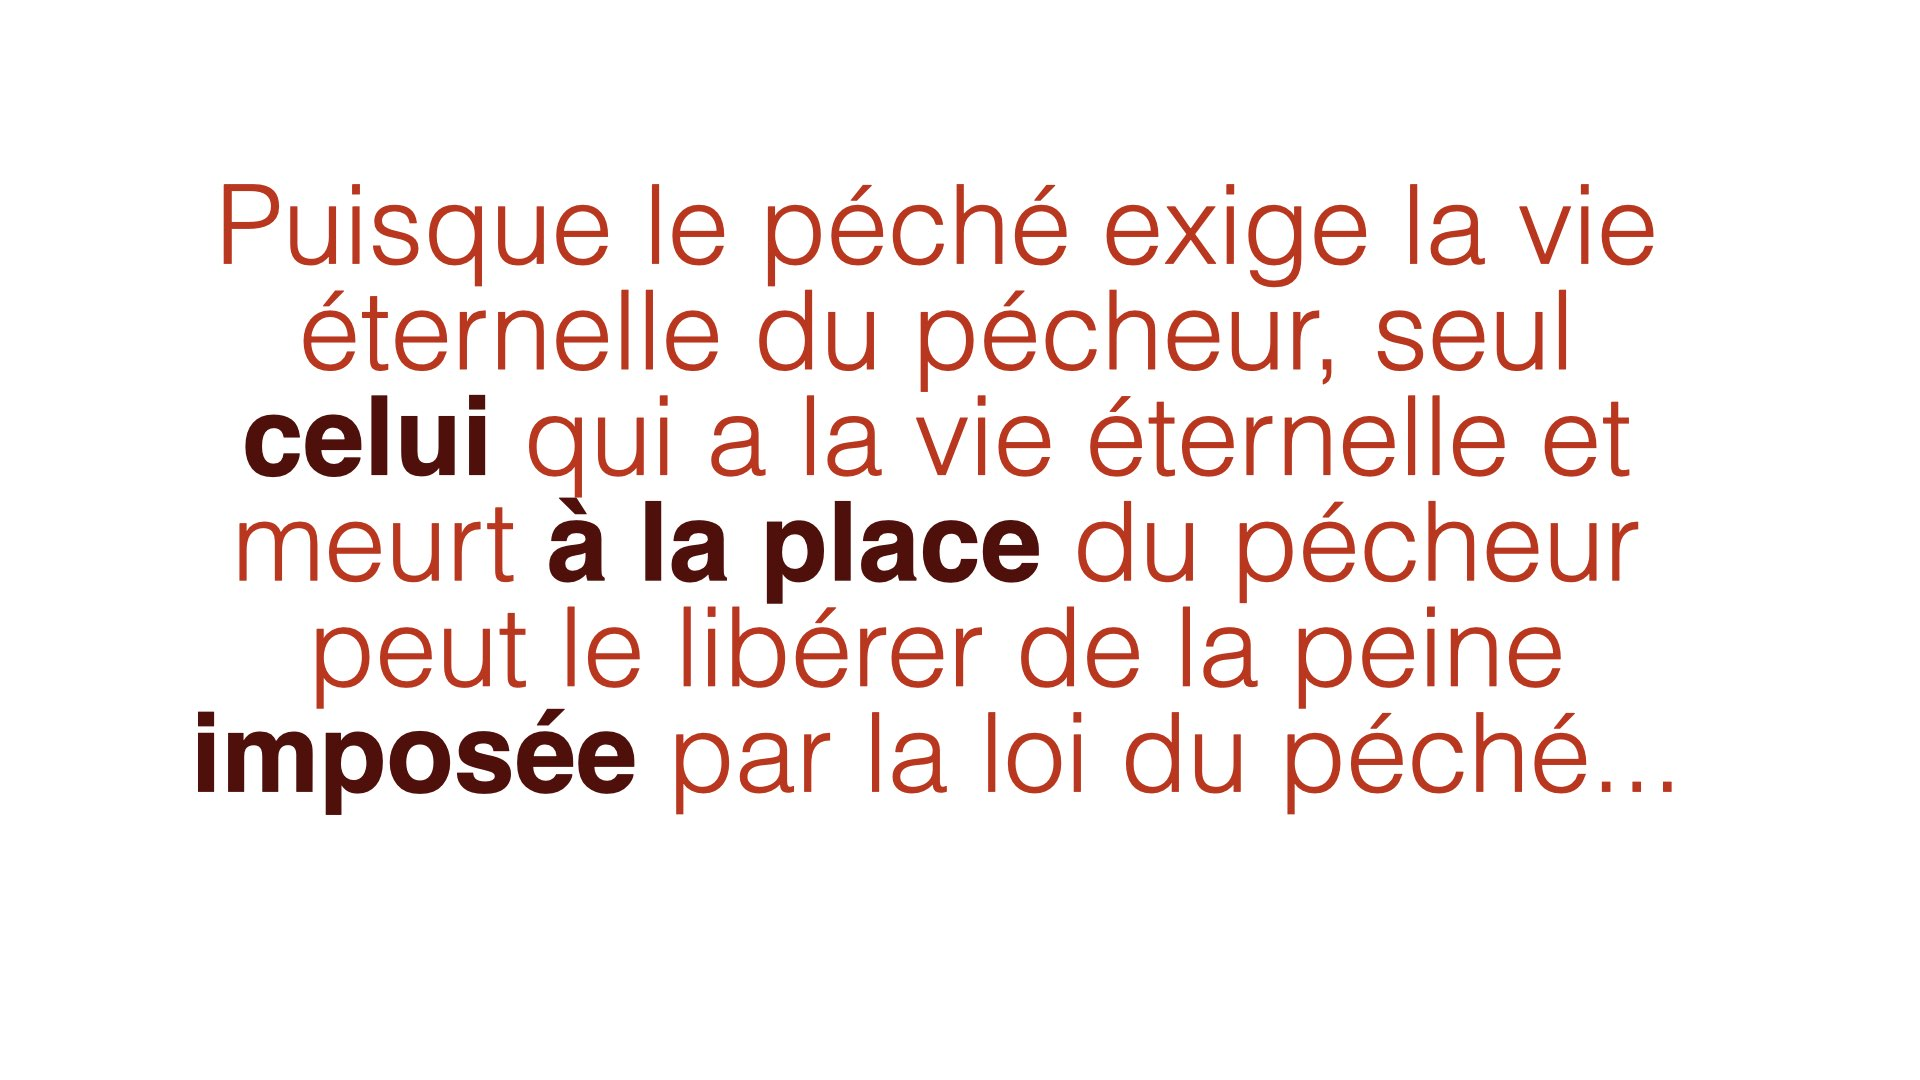 Puisque le péché exige la vie
éternelle du pécheur, seul
celui qui a la vie éternelle et
meurt à la place du pécheur
peut le libérer de la peine
imposée par la loi du péché...